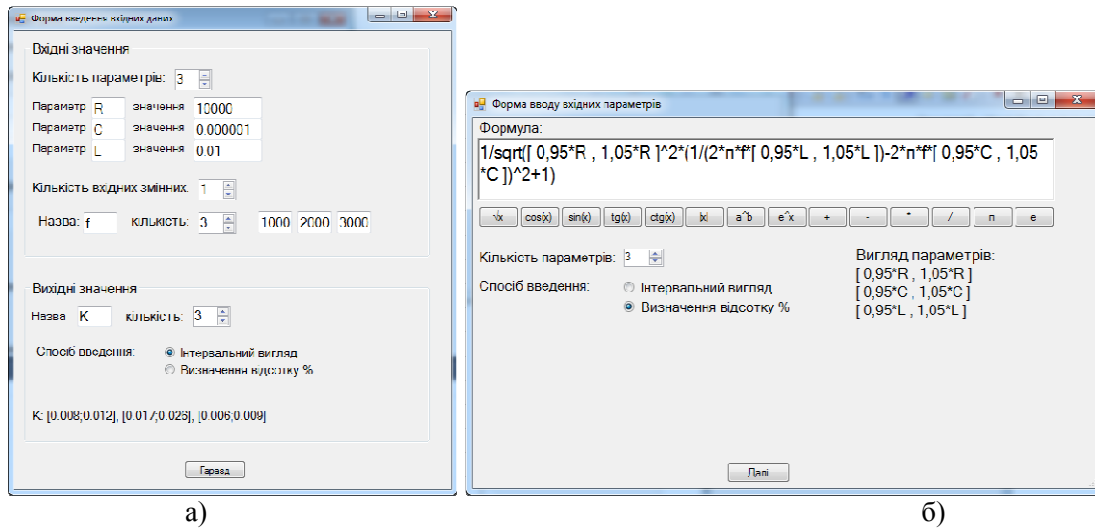 Форма введення вхідних даних
Вхідні значення
Кількість параметрів: 3
Параметр R значення 10000
Параметр C значення 0.000001
Параметр L значення 0.01
Кількість вхідних змінних. 1
Назва: f кількість: 3 1000 2000 3000
Вихідні значення
Назва K кількість: 3
Спосіб введення: Інтервальний вигляд
Визначення відсотку %
K: [0.008;0.012], [0.017;0.026], [0.006;0.009]
Гаразд
а)
Форма вводу вхідних параметрів
Формула:
1/sqrt([ 0,95*R , 1,05*R ]^2*(1/(2*п*f*[ 0,95*L , 1,05*L ])-2*п*f*[ 0,95*C , 1,05
*C ])^2+1)
√x cos(x) sin(x) tg(x) ctg(x) |x| a^b e^x + - * / п e
Кількість параметрів: 3
Спосіб введення: Інтервальний вигляд
Визначення відсотку %
Вигляд параметрів:
[ 0,95*R , 1,05*R ]
[ 0,95*C , 1,05*C ]
[ 0,95*L , 1,05*L ]
Далі
б)